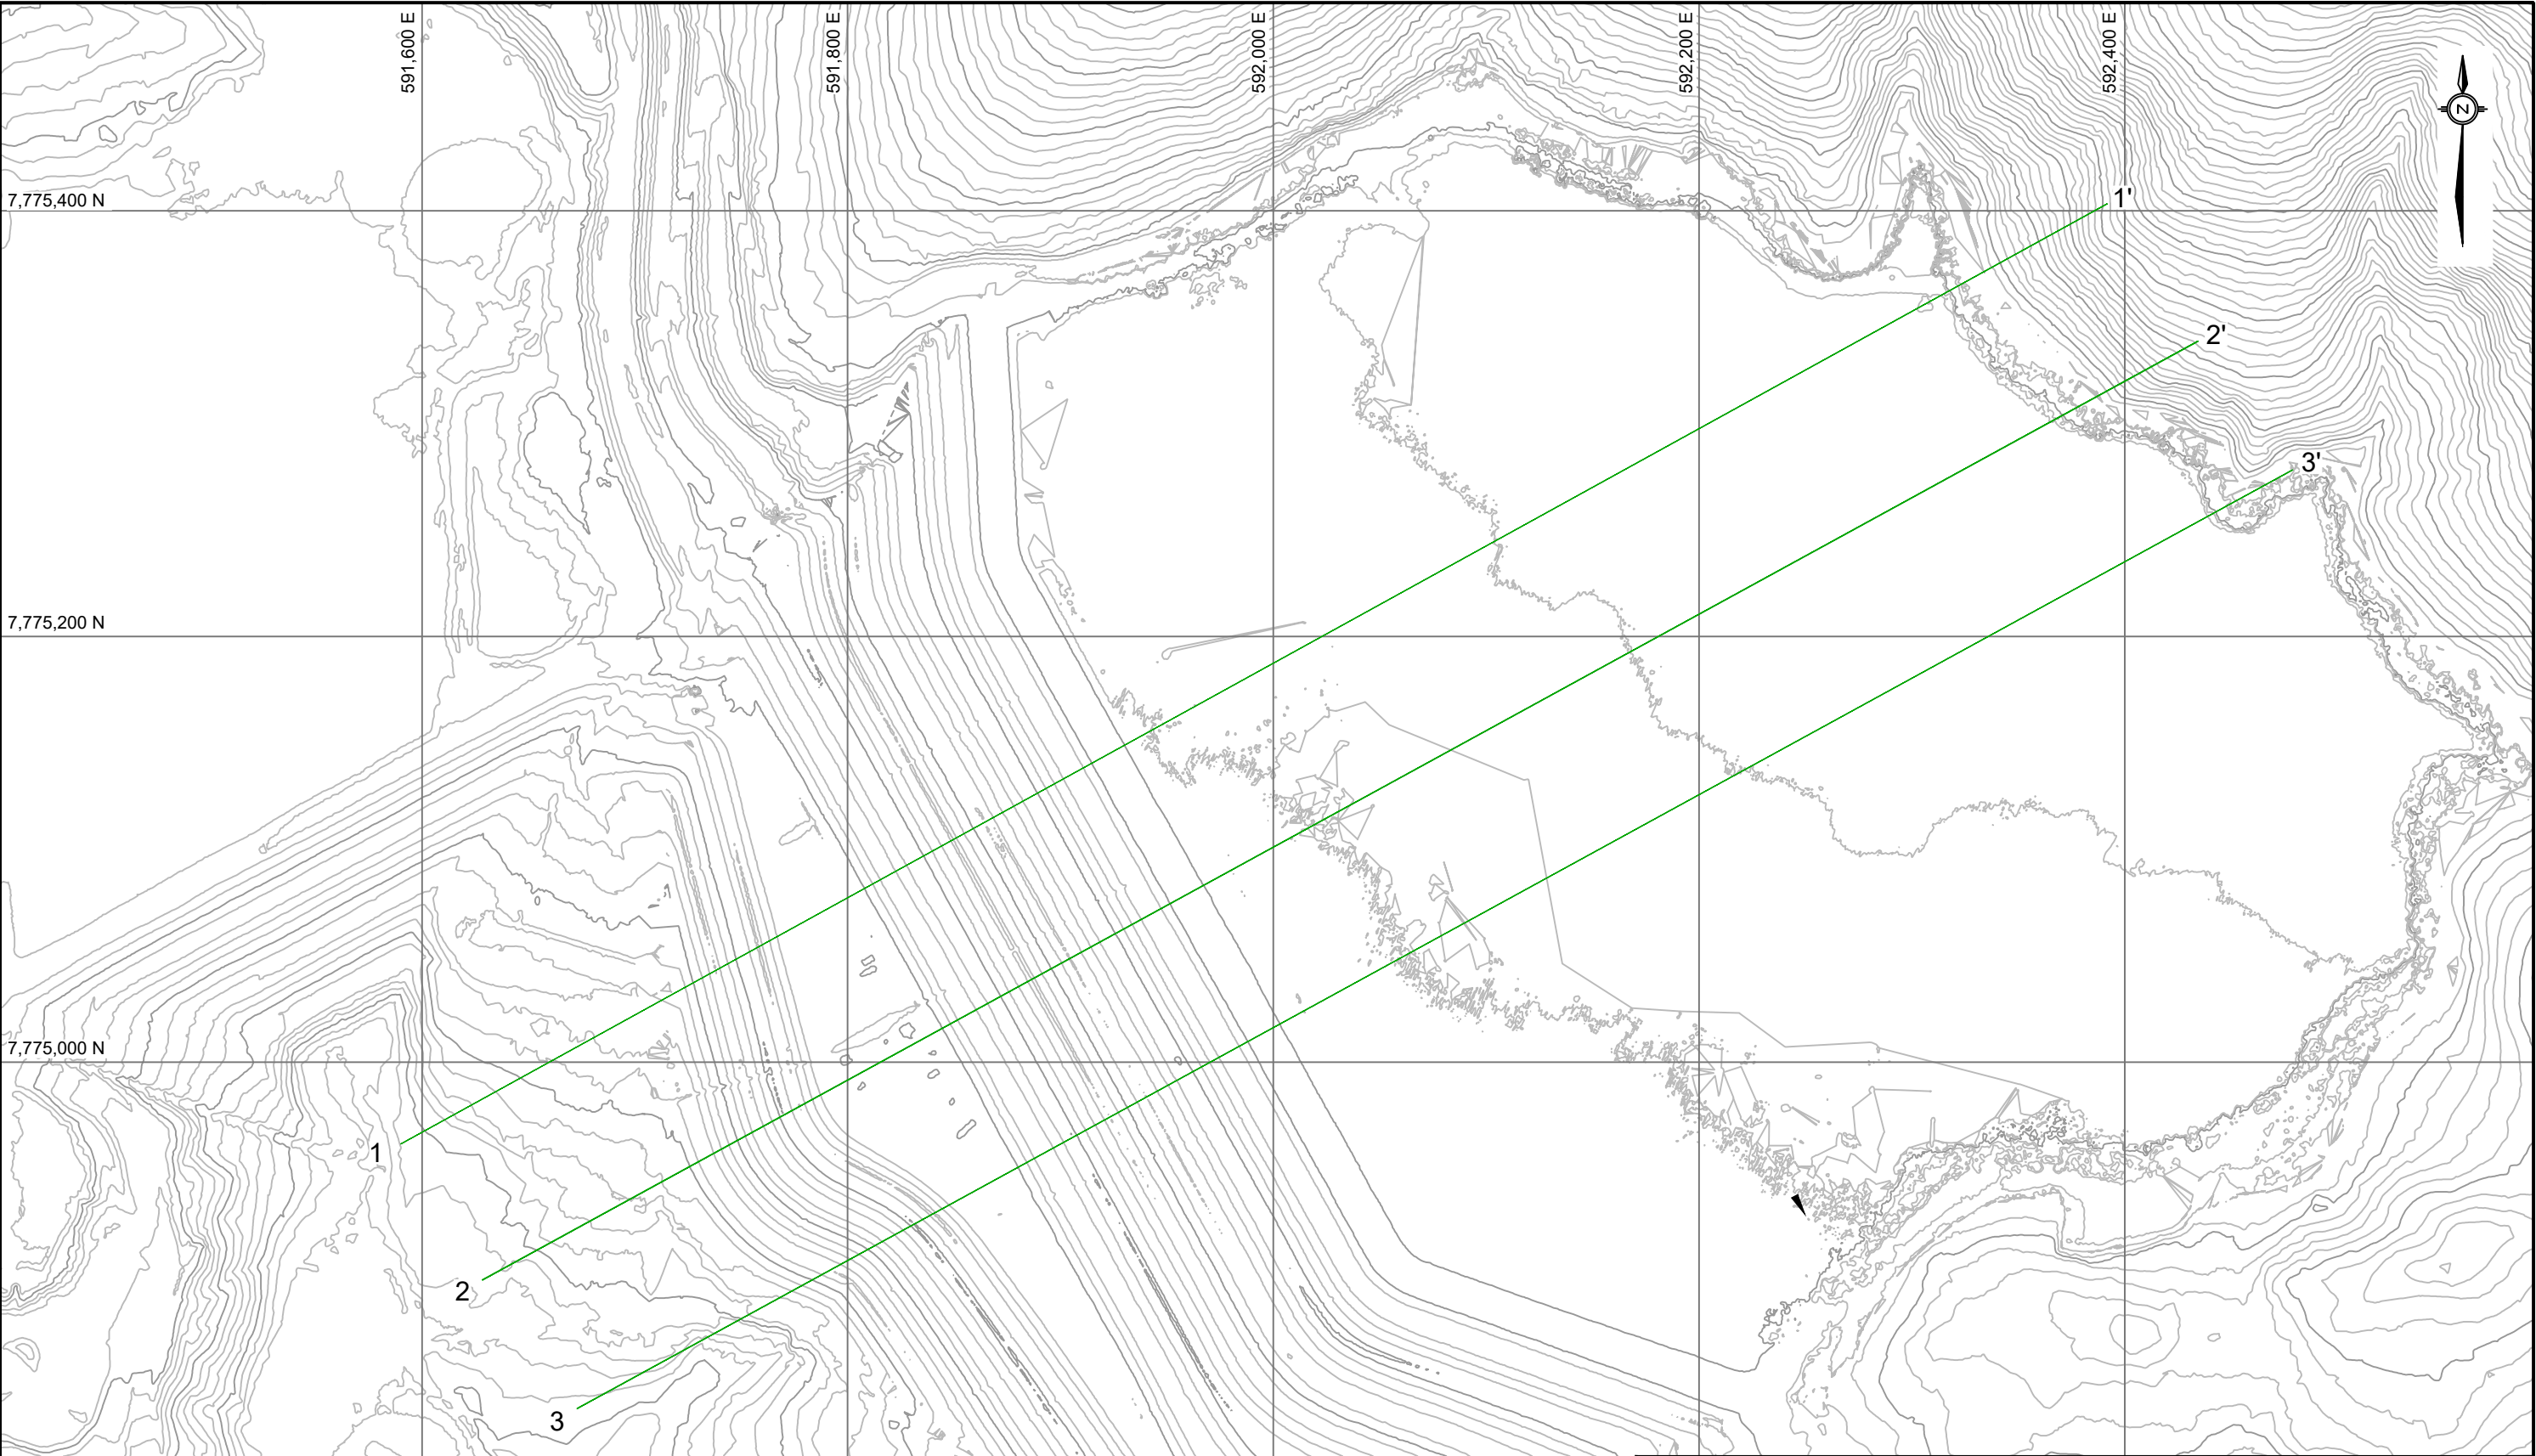 591,600 E
591,800 E
592,000 E
592,200 E
592,400 E
N
7,775,400 N
1'
2'
3'
7,775,200 N
7,775,000 N
1
2
3